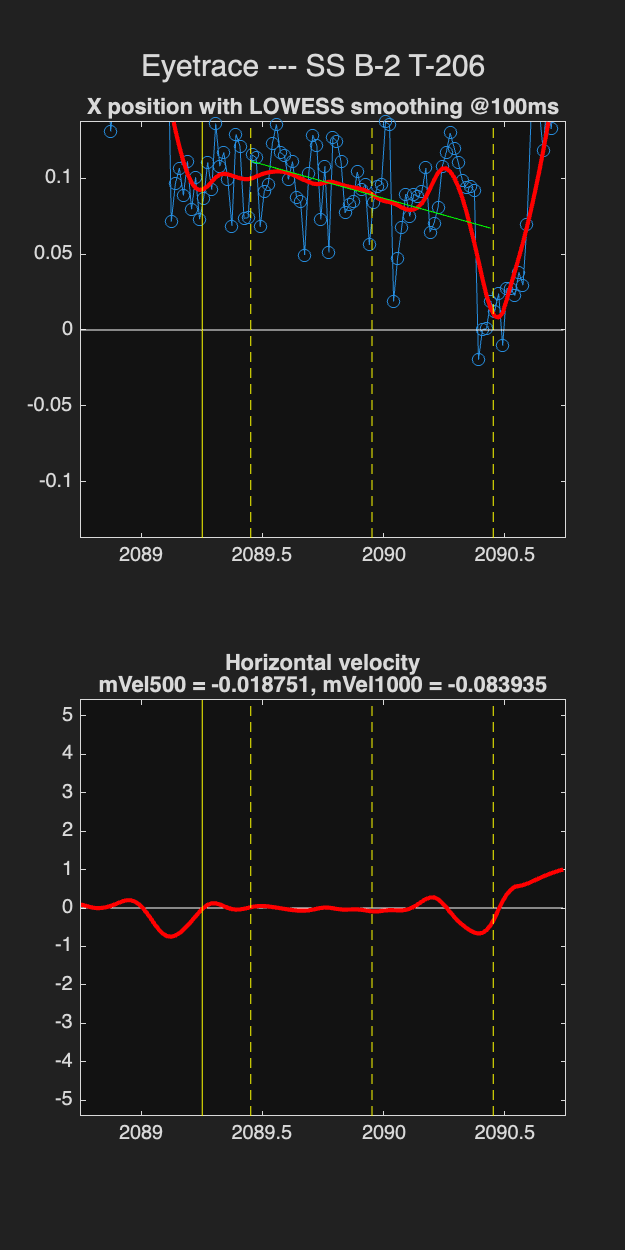 Eyetrace --- SS B-2 T-206
X position with LOWESS smoothing @100ms
0.1
0.05
0
-0.05
-0.1
2089 2089.5 2090 2090.5
Horizontal velocity
mVel500 = -0.018751, mVel1000 = -0.083935
5
4
3
2
1
0
-1
-2
-3
-4
-5
2089 2089.5 2090 2090.5